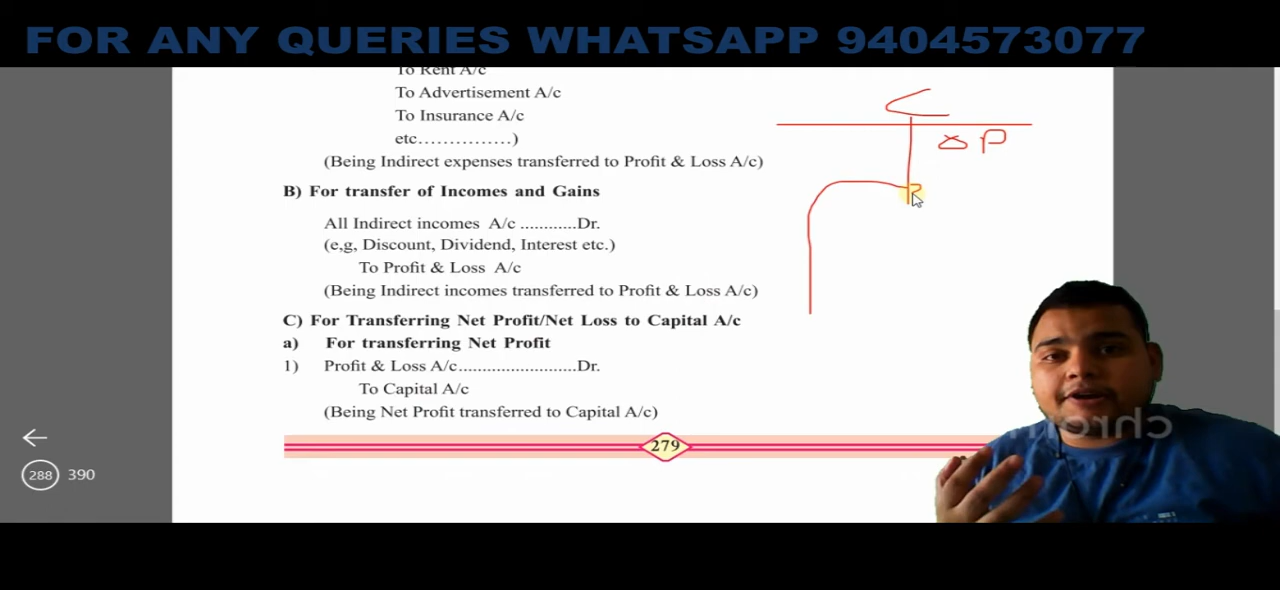 FOR ANY QUERIES WHATSAPP 9404573077
To Rent A/c
To Advertisement A/c
To Insurance A/c
etc...............)
(Being Indirect expenses transferred to Profit & Loss A/c)
B) For transfer of Incomes and Gains
All Indirect incomes A/c ............Dr.
(e,g, Discount, Dividend, Interest etc.)
To Profit & Loss A/c
(Being Indirect incomes transferred to Profit & Loss A/c)
C) For Transferring Net Profit/Net Loss to Capital A/c
a) For transferring Net Profit
1) Profit & Loss A/c.........................Dr.
To Capital A/c
(Being Net Profit transferred to Capital A/c)
279
288 390
C
P